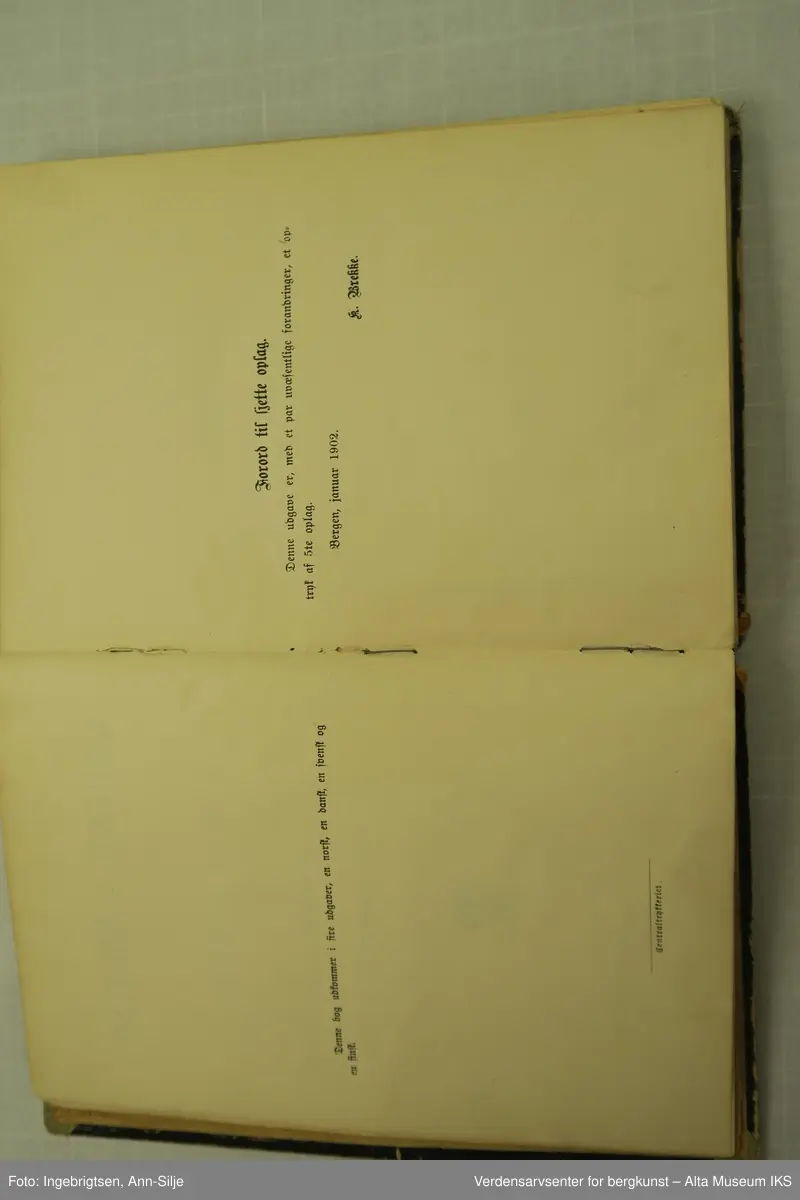 Denne bog udkommer i fire udgaver, en norsk, en dansk, en svensk og
en finsk.
Centraltrykkeriet.
Forord til sjette oplag.
Denne udgave er, med et par uvæsentlige forandringer, et op-
tryk af 5te oplag.
Bergen, januar 1902.
K. Brekke.
Foto: Ingebrigtsen, Ann-Silje
Verdensarvsenter for bergkunst – Alta Museum IKS